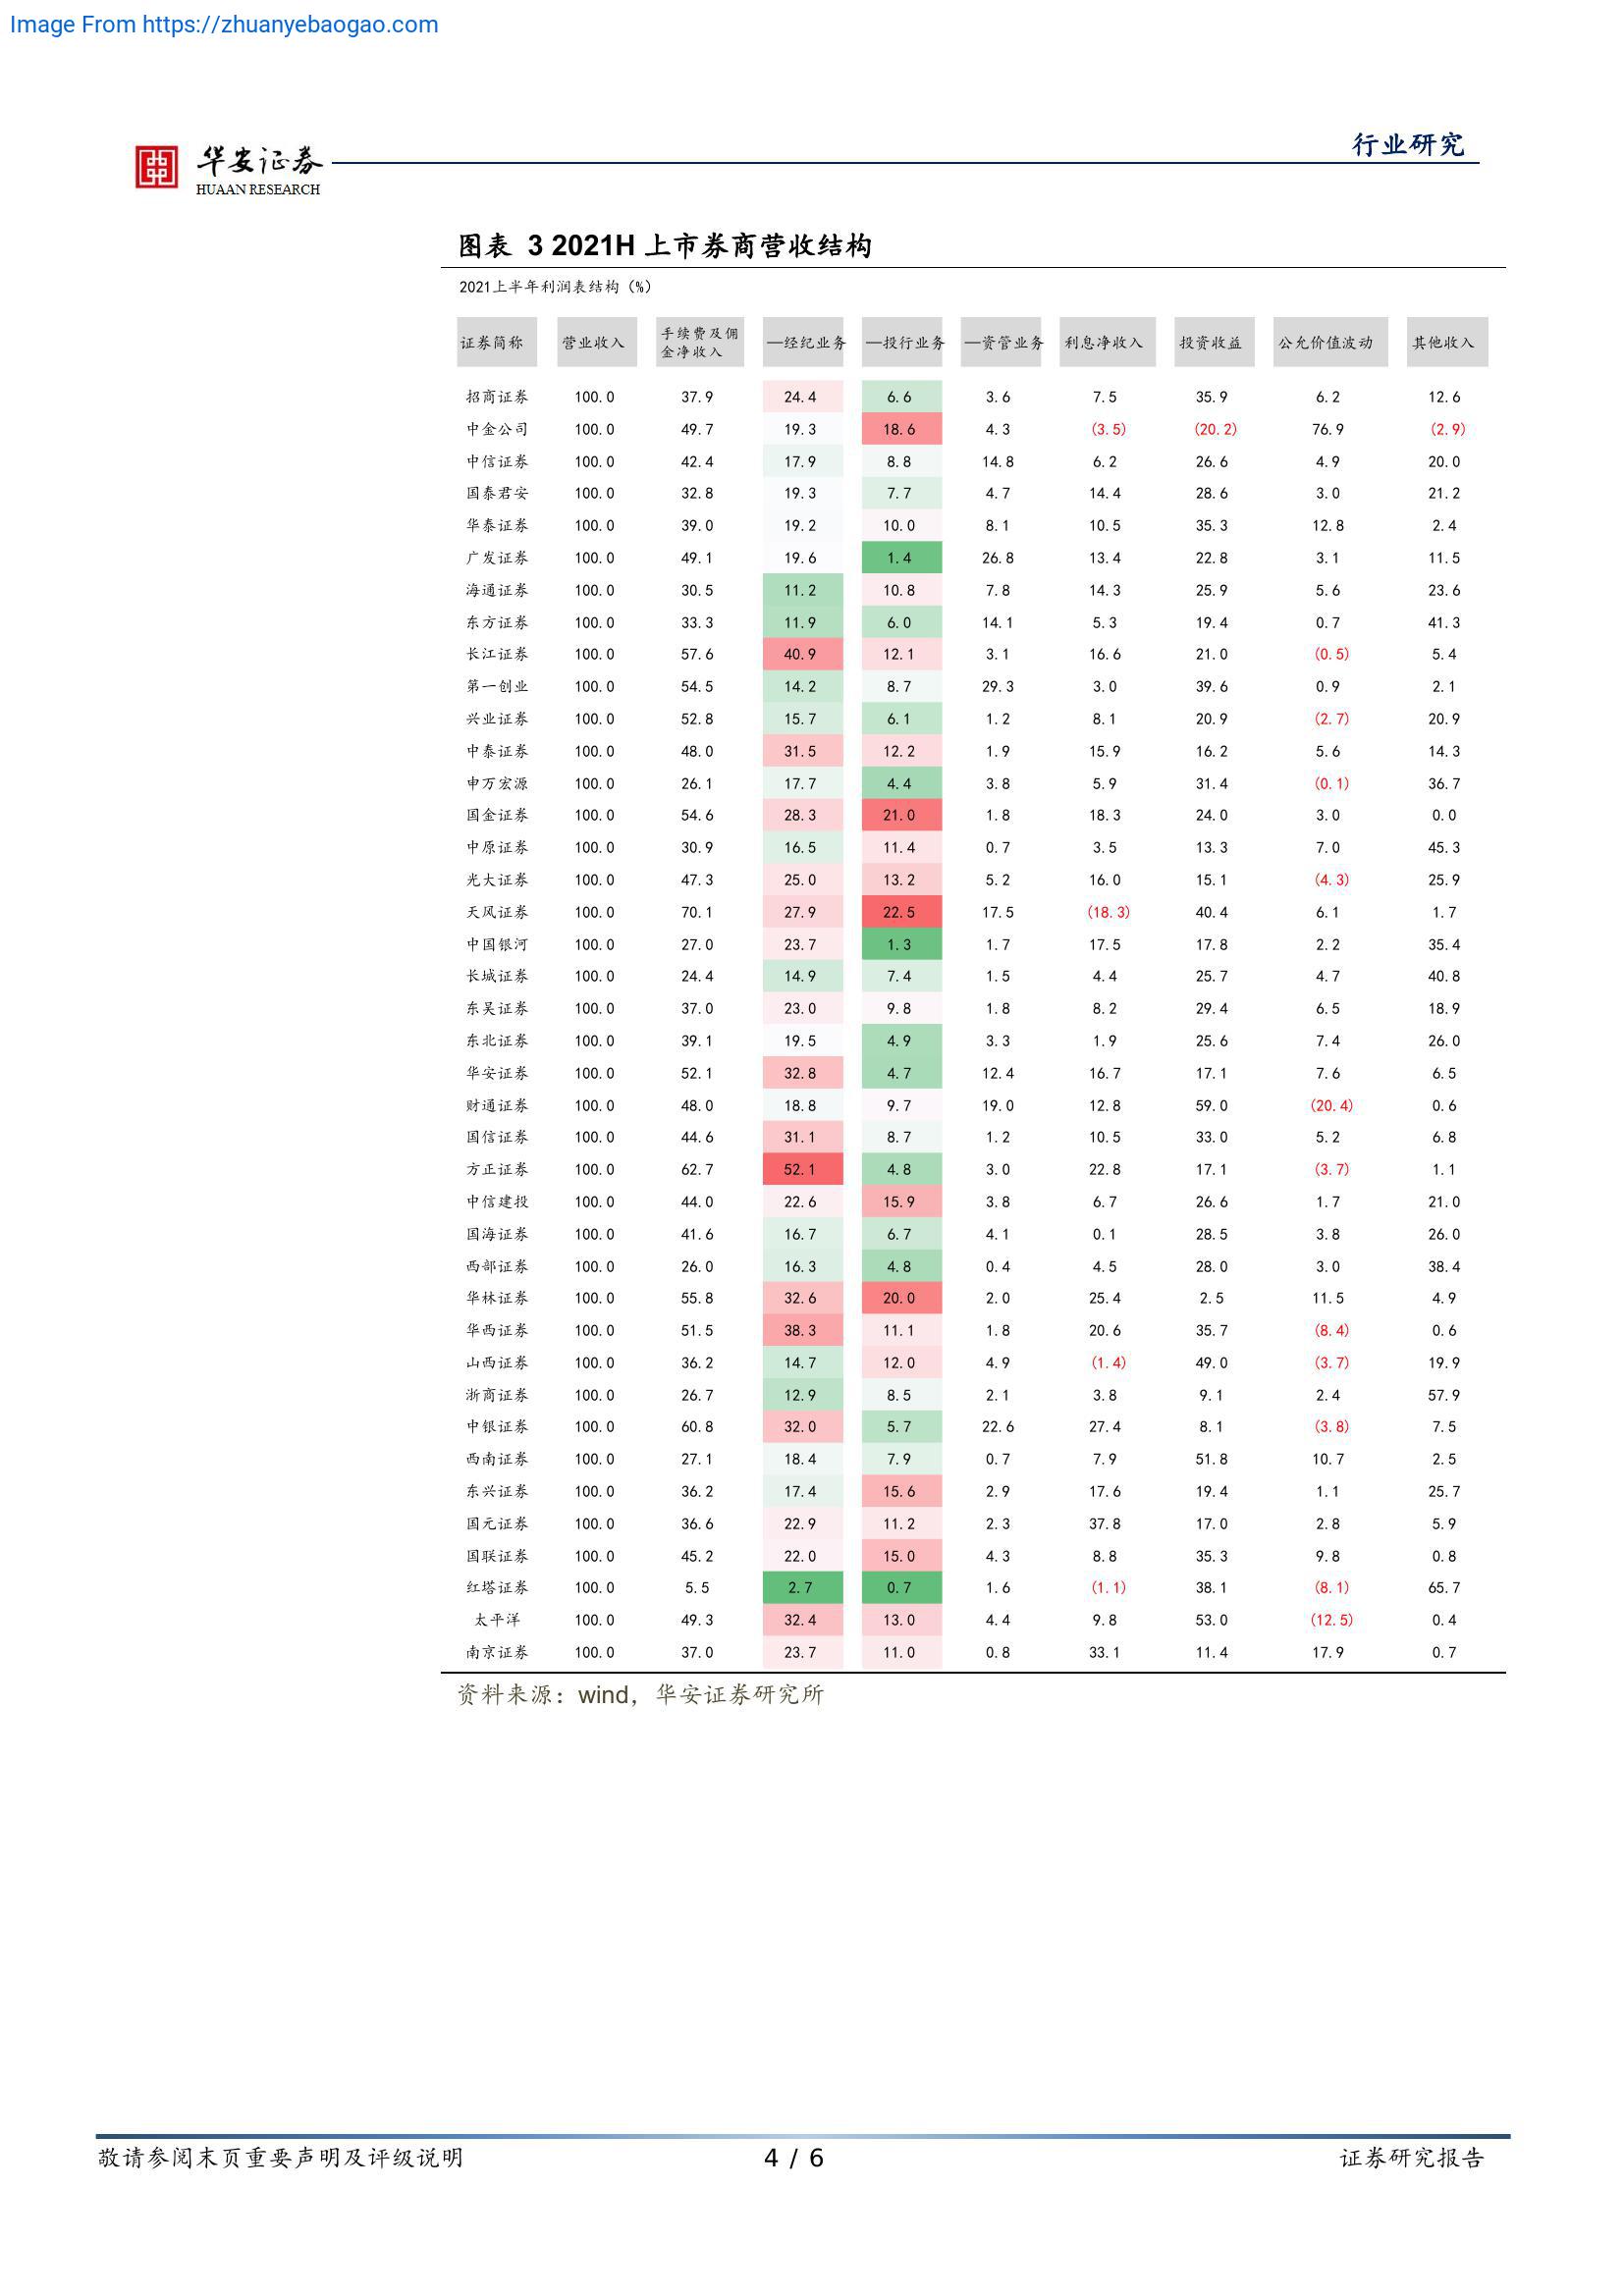 Image From https://zhuanyebaogao.com
华安证券
HUAAN RESEARCH
行业研究
图表 3 2021H 上市券商营收结构
2021上半年利润表结构（%）
证券简称 营业收入 手续费及佣金净收入 —经纪业务 —投行业务 —资管业务 利息净收入 投资收益 公允价值波动 其他收入
招商证券 100.0 37.9 24.4 6.6 3.6 7.5 35.9 6.2 12.6
中金公司 100.0 49.7 19.3 18.6 4.3 (3.5) (20.2) 76.9 (2.9)
中信证券 100.0 42.4 17.9 8.8 14.8 6.2 26.6 4.9 20.0
国泰君安 100.0 32.8 19.3 7.7 4.7 14.4 28.6 3.0 21.2
华泰证券 100.0 39.0 19.2 10.0 8.1 10.5 35.3 12.8 2.4
广发证券 100.0 49.1 19.6 1.4 26.8 13.4 22.8 3.1 11.5
海通证券 100.0 30.5 11.2 10.8 7.8 14.3 25.9 5.6 23.6
东方证券 100.0 33.3 11.9 6.0 14.1 5.3 19.4 0.7 41.3
长江证券 100.0 57.6 40.9 12.1 3.1 16.6 21.0 (0.5) 5.4
第一创业 100.0 54.5 14.2 8.7 29.3 3.0 39.6 0.9 2.1
兴业证券 100.0 52.8 15.7 6.1 1.2 8.1 20.9 (2.7) 20.9
中泰证券 100.0 48.0 31.5 12.2 1.9 15.9 16.2 5.6 14.3
申万宏源 100.0 26.1 17.7 4.4 3.8 5.9 31.4 (0.1) 36.7
国金证券 100.0 54.6 28.3 21.0 1.8 18.3 24.0 3.0 0.0
中原证券 100.0 30.9 16.5 11.4 0.7 3.5 13.3 7.0 45.3
光大证券 100.0 47.3 25.0 13.2 5.2 16.0 15.1 (4.3) 25.9
天风证券 100.0 70.1 27.9 22.5 17.5 (18.3) 40.4 6.1 1.7
中国银河 100.0 27.0 23.7 1.3 1.7 17.5 17.8 2.2 35.4
长城证券 100.0 24.4 14.9 7.4 1.5 4.4 25.7 4.7 40.8
东吴证券 100.0 37.0 23.0 9.8 1.8 8.2 29.4 6.5 18.9
东北证券 100.0 39.1 19.5 4.9 3.3 1.9 25.6 7.4 26.0
华安证券 100.0 52.1 32.8 4.7 12.4 16.7 17.1 7.6 6.5
财通证券 100.0 48.0 18.8 9.7 19.0 12.8 59.0 (20.4) 0.6
国信证券 100.0 44.6 31.1 8.7 1.2 10.5 33.0 5.2 6.8
方正证券 100.0 62.7 52.1 4.8 3.0 22.8 17.1 (3.7) 1.1
中信建投 100.0 44.0 22.6 15.9 3.8 6.7 26.6 1.7 21.0
国海证券 100.0 41.6 16.7 6.7 4.1 0.1 28.5 3.8 26.0
西部证券 100.0 26.0 16.3 4.8 0.4 4.5 28.0 3.0 38.4
华林证券 100.0 55.8 32.6 20.0 2.0 25.4 2.5 11.5 4.9
华西证券 100.0 51.5 38.3 11.1 1.8 20.6 35.7 (8.4) 0.6
山西证券 100.0 36.2 14.7 12.0 4.9 (1.4) 49.0 (3.7) 19.9
浙商证券 100.0 26.7 12.9 8.5 2.1 3.8 9.1 2.4 57.9
中银证券 100.0 60.8 32.0 5.7 22.6 27.4 8.1 (3.8) 7.5
西南证券 100.0 27.1 18.4 7.9 0.7 7.9 51.8 10.7 2.5
东兴证券 100.0 36.2 17.4 15.6 2.9 17.6 19.4 1.1 25.7
国元证券 100.0 36.6 22.9 11.2 2.3 37.8 17.0 2.8 5.9
国联证券 100.0 45.2 22.0 15.0 4.3 8.8 35.3 9.8 0.8
红塔证券 100.0 5.5 2.7 0.7 1.6 (1.1) 38.1 (8.1) 65.7
太平洋 100.0 49.3 32.4 13.0 4.4 9.8 53.0 (12.5) 0.4
南京证券 100.0 37.0 23.7 11.0 0.8 33.1 11.4 17.9 0.7
资料来源：wind，华安证券研究所
敬请参阅末页重要声明及评级说明 4 / 6 证券研究报告